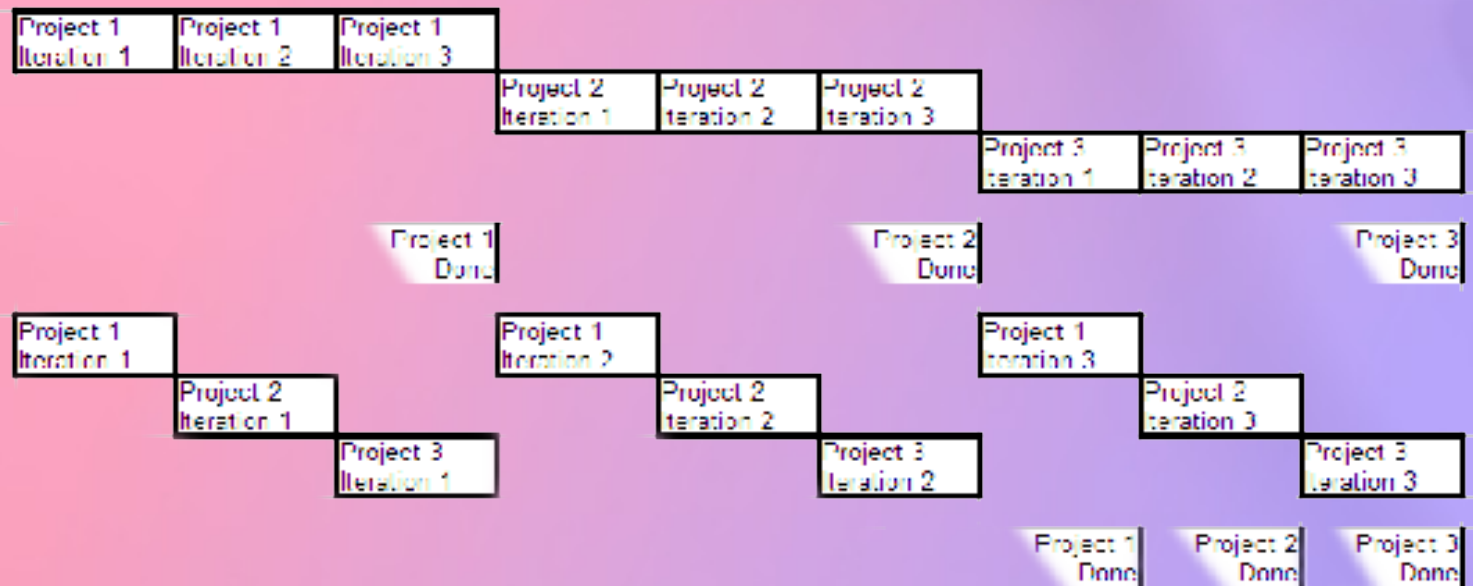 Project 1
Iteration 1
Project 1
Iteration 2
Project 1
Iteration 3
Project 2
Iteration 1
Project 2
Iteration 2
Project 2
Iteration 3
Project 3
Iteration 1
Project 3
Iteration 2
Project 3
Iteration 3
Project 1
Done
Project 2
Done
Project 3
Done
Project 1
Iteration 1
Project 1
Iteration 2
Project 1
Iteration 3
Project 2
Iteration 1
Project 2
Iteration 2
Project 2
Iteration 3
Project 3
Iteration 1
Project 3
Iteration 2
Project 3
Iteration 3
Project 1
Done
Project 2
Done
Project 3
Done